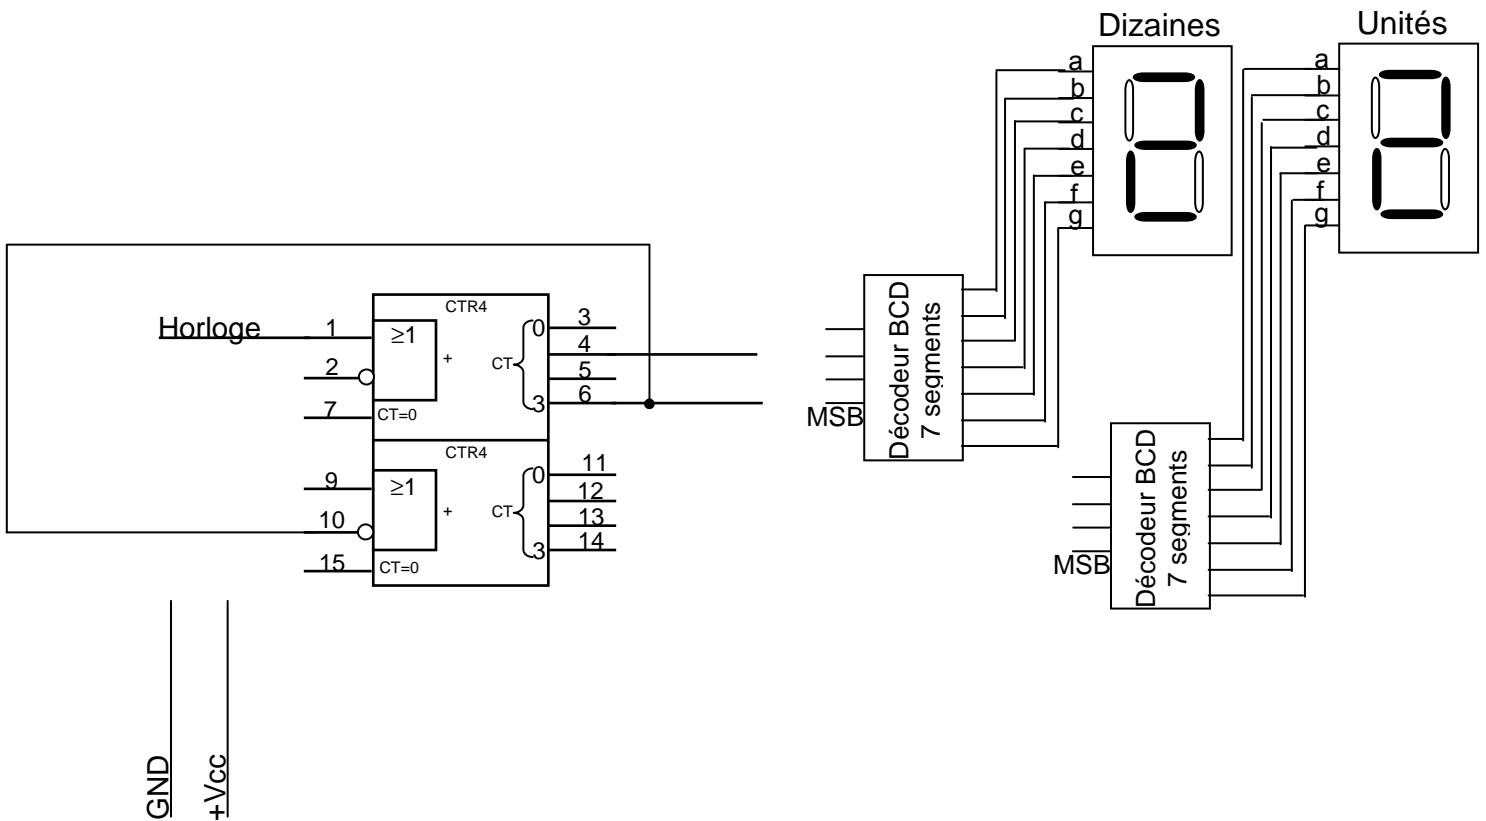 Dizaines
Unités
a
b
c
d
e
f
g
a
b
c
d
e
f
g
Horloge
1
2
7
≥1
+
CT=0
CTR4
CT
0
3
3
4
5
6
9
10
15
≥1
+
CT=0
CTR4
CT
0
3
11
12
13
14
MSB
Décodeur BCD
7 segments
MSB
Décodeur BCD
7 segments
GND
+Vcc